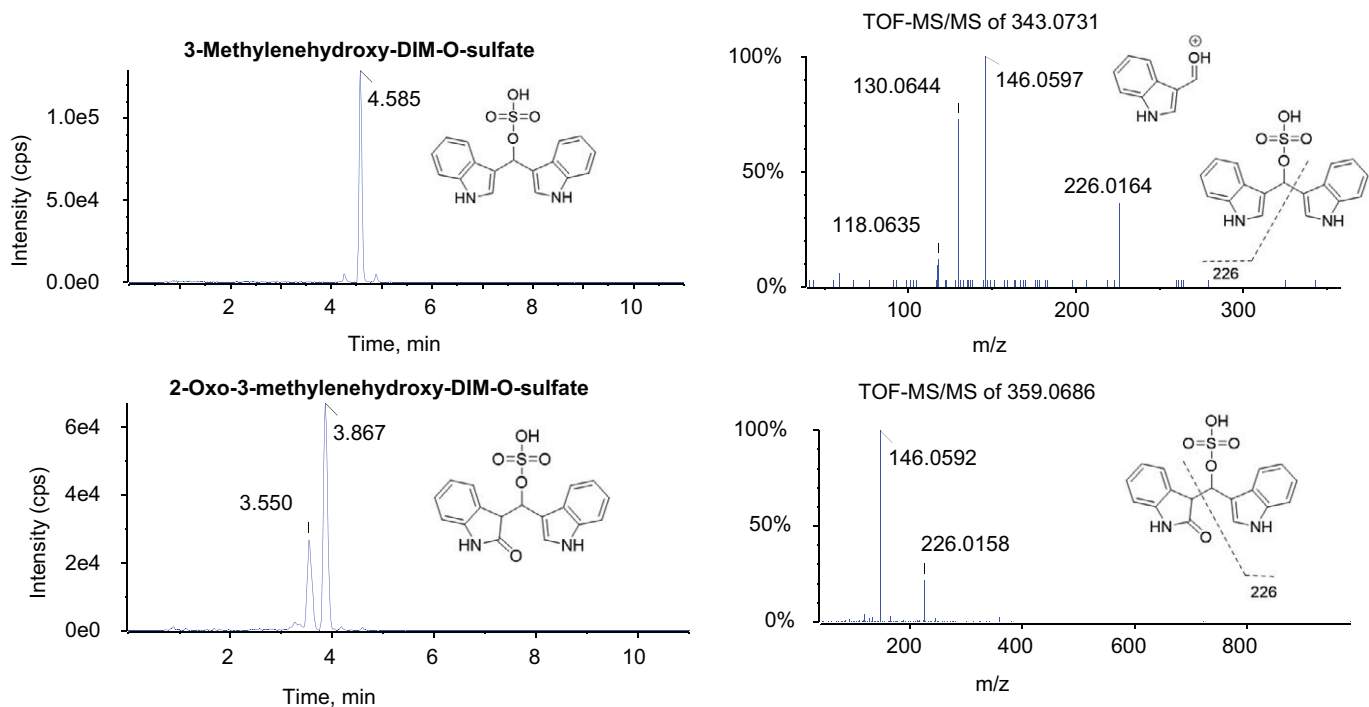 3-Methylenehydroxy-DIM-O-sulfate
Intensity (cps)
1.0e5
5.0e4
0.0e0
4.585
OH
O=S=O
O
HN
NH
2
4
6
8
10
Time, min
TOF-MS/MS of 343.0731
100%
50%
0%
130.0644
146.0597
118.0635
226.0164
+
OH
HN
OH
O=S=O
O
HN
NH
226
100
200
300
m/z
2-Oxo-3-methylenehydroxy-DIM-O-sulfate
Intensity (cps)
6e4
4e4
2e4
0e0
3.867
3.550
OH
O=S=O
O
HN
O
NH
2
4
6
8
10
Time, min
TOF-MS/MS of 359.0686
100%
50%
0%
146.0592
226.0158
OH
O=S=O
O
HN
O
NH
226
200
400
600
800
m/z